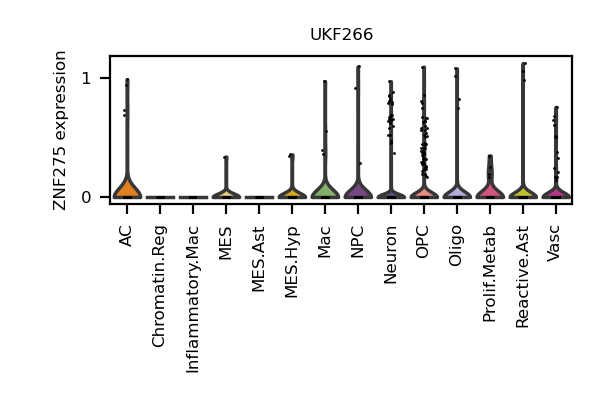 UKF266
ZNF275 expression
1
0
AC
Chromatin.Reg
Inflammatory.Mac
MES
MES.Ast
MES.Hyp
Mac
NPC
Neuron
OPC
Oligo
Prolif.Metab
Reactive.Ast
Vasc